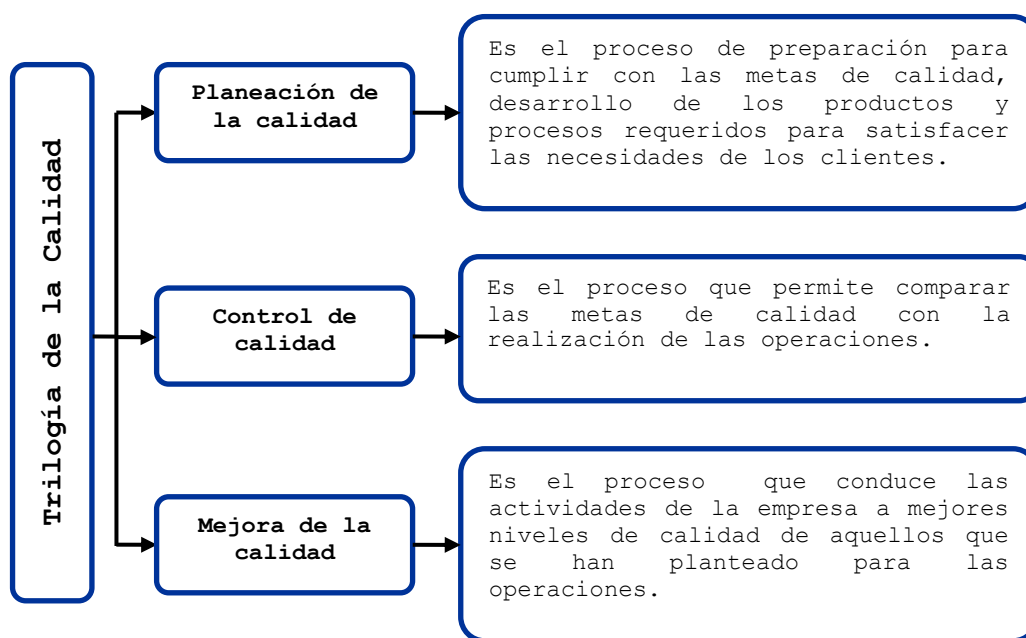 Trilogía de la Calidad
Planeación de
la calidad
Es el proceso de preparación para
cumplir con las metas de calidad,
desarrollo de los productos y
procesos requeridos para satisfacer
las necesidades de los clientes.
Control de
calidad
Es el proceso que permite comparar
las metas de calidad con la
realización de las operaciones.
Mejora de la
calidad
Es el proceso que conduce las
actividades de la empresa a mejores
niveles de calidad de aquellos que
se han planteado para las
operaciones.